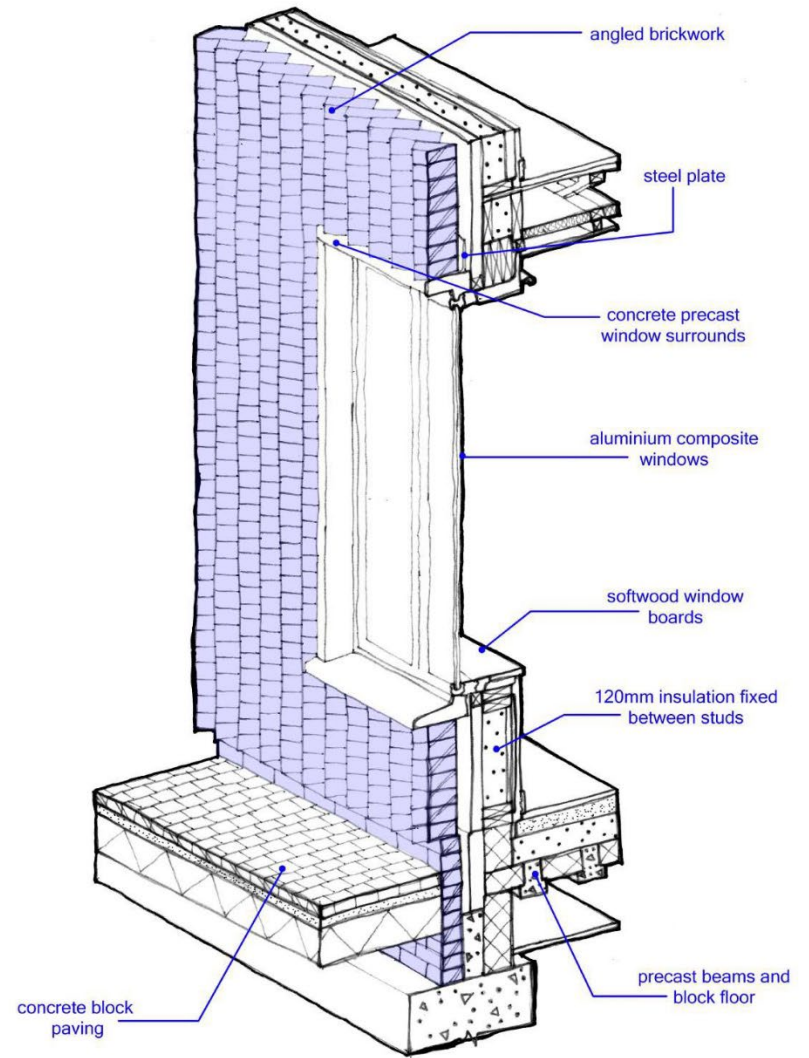 angled brickwork
steel plate
concrete precast
window surrounds
aluminium composite
windows
softwood window
boards
120mm insulation fixed
between studs
precast beams and
block floor
concrete block
paving